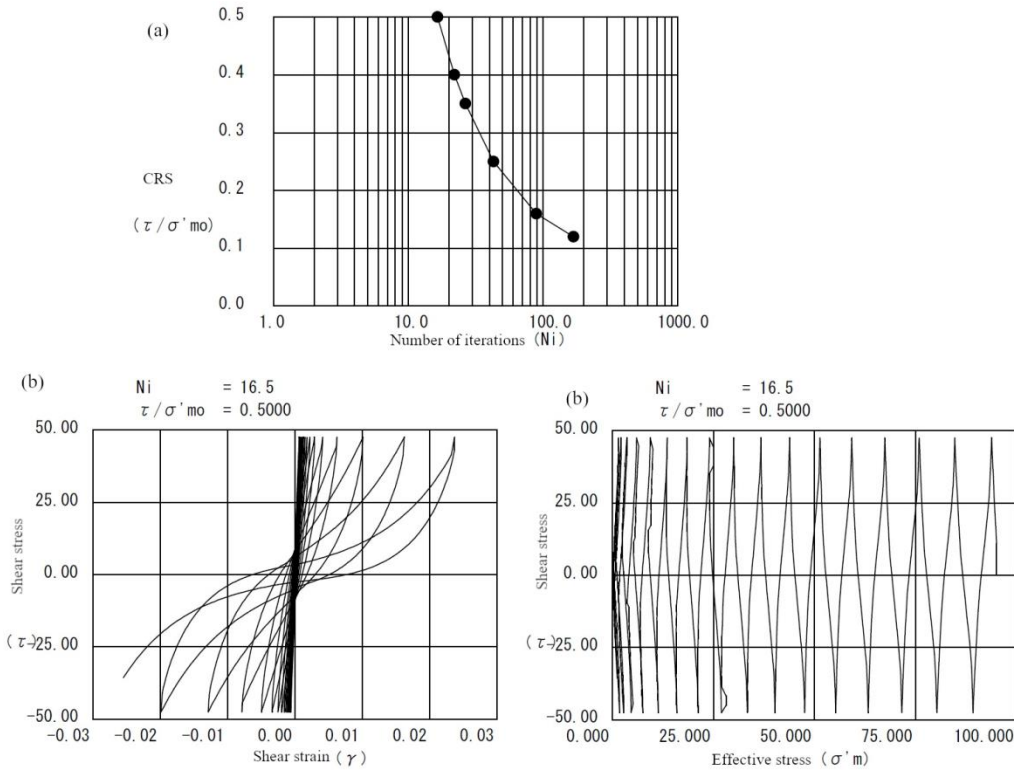 (a)
0.5
0.4
0.3
0.2
0.1
0.0
CRS
(τ/σ'mo)
1.0 10.0 100.0 1000.0
Number of iterations (Ni)
(b)
Ni = 16.5
τ/σ'mo = 0.5000
50.00
25.00
0.00
-25.00
-50.00
Shear stress
(τ)
-0.03 -0.02 -0.01 0.00 0.01 0.02 0.03
Shear strain (γ)
(b)
Ni = 16.5
τ/σ'mo = 0.5000
50.00
25.00
0.00
-25.00
-50.00
Shear stress
(τ)
0.000 25.000 50.000 75.000 100.000
Effective stress (σ'm)